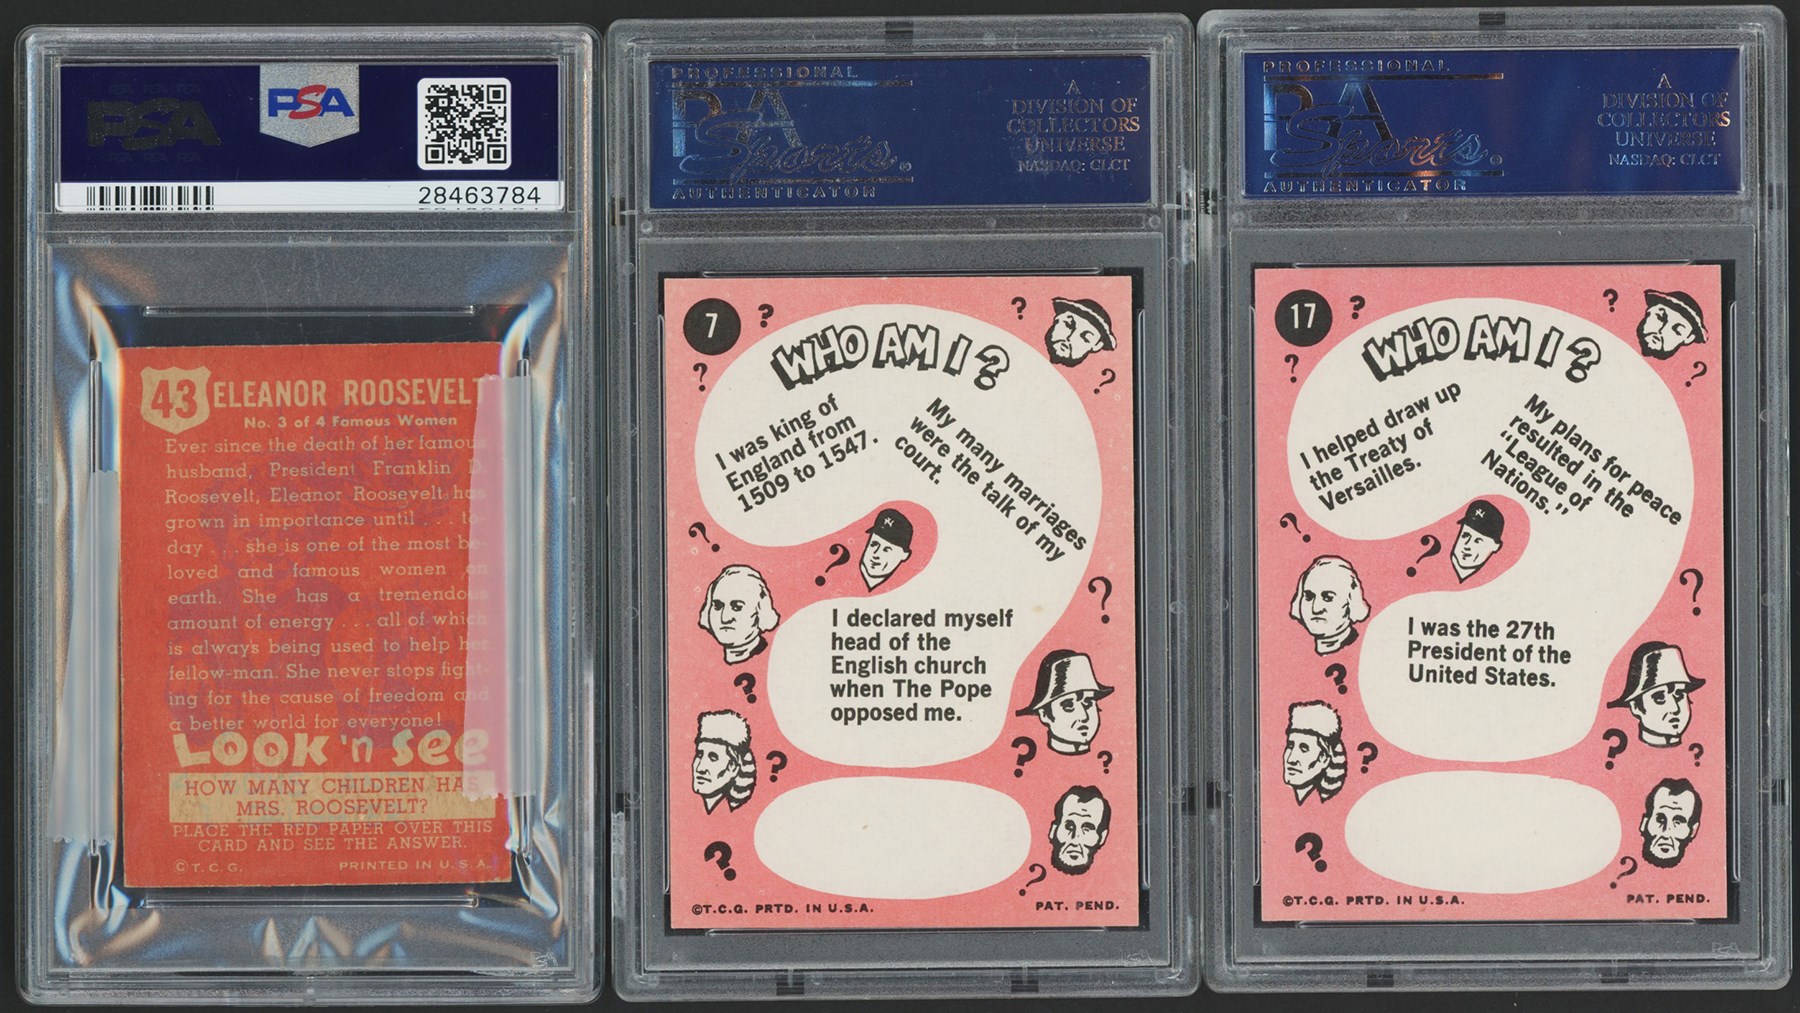 PSA
PSA
28463784
43
ELEANOR ROOSEVELT
No. 3 of 4 Famous Women
Ever since the death of her famous
husband, President Franklin D.
Roosevelt, Eleanor Roosevelt has
grown in importance until . . . to-
day . . . she is one of the most be-
loved and famous women on
earth. She has a tremendous
amount of energy . . . all of which
is always being used to help her
fellow-man. She never stops fight-
ing for the cause of freedom and
a better world for everyone!
LOOK 'n SEE
HOW MANY CHILDREN HAS
MRS. ROOSEVELT?
PLACE THE RED PAPER OVER THIS
CARD AND SEE THE ANSWER.
© T. C. G. PRINTED IN U. S. A.
PROFESSIONAL
PSA
Sports
AUTHENTICATOR
A
DIVISION OF
COLLECTORS
UNIVERSE
NASDAQ: CLCT
7
WHO AM I?
I was king of
England from
1509 to 1547.
My many marriages
were the talk of my
court.
I declared myself
head of the
English church
when The Pope
opposed me.
©T.C.G. PRTD. IN U.S.A. PAT. PEND.
PROFESSIONAL
PSA
Sports
AUTHENTICATOR
A
DIVISION OF
COLLECTORS
UNIVERSE
NASDAQ: CLCT
17
WHO AM I?
I helped draw up
the Treaty of
Versailles.
My plans for peace
resulted in the
"League of
Nations."
I was the 27th
President of the
United States.
©T.C.G. PRTD. IN U.S.A. PAT. PEND.